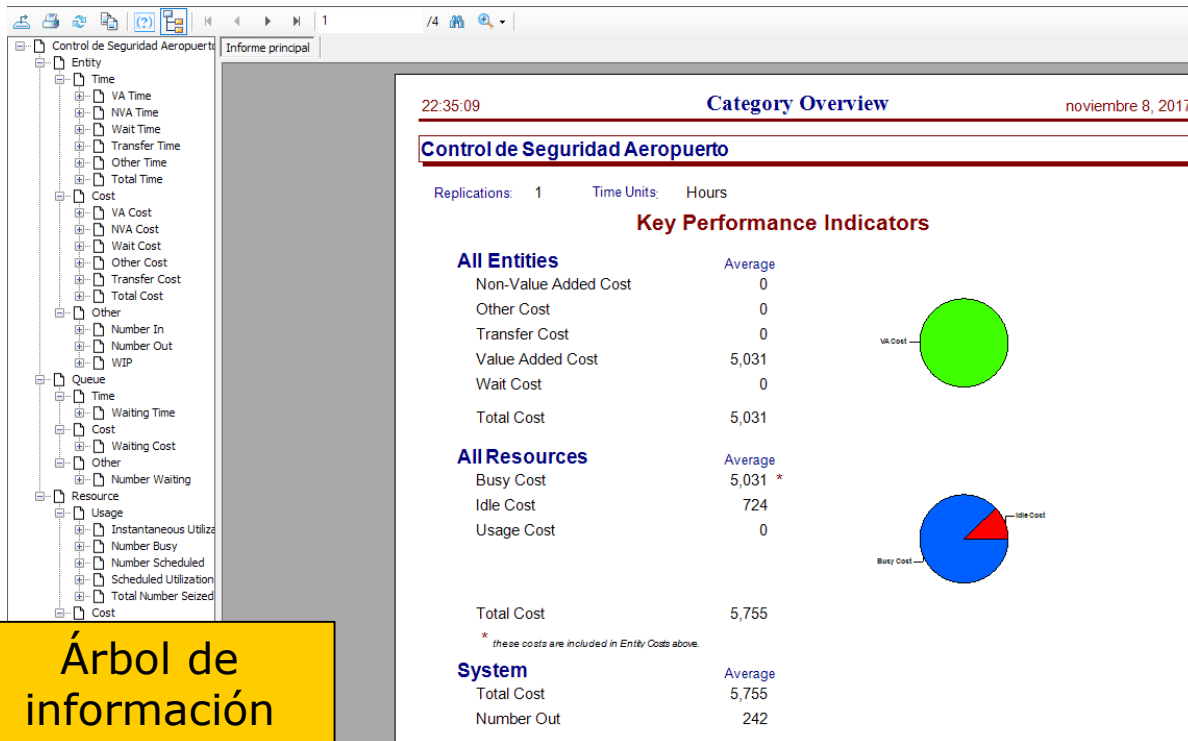 1 /4
Control de Seguridad Aeropuerto
Entity
Time
VA Time
NVA Time
Wait Time
Transfer Time
Other Time
Total Time
Cost
VA Cost
NVA Cost
Wait Cost
Other Cost
Transfer Cost
Total Cost
Other
Number In
Number Out
WIP
Queue
Time
Waiting Time
Cost
Waiting Cost
Other
Number Waiting
Resource
Usage
Instantaneous Utiliza
Number Busy
Number Scheduled
Scheduled Utilization
Total Number Seized
Cost
Árbol de
información
Informe principal
22:35:09 Category Overview noviembre 8, 2017
Control de Seguridad Aeropuerto
Replications: 1 Time Units: Hours
Key Performance Indicators
All Entities Average
Non-Value Added Cost 0
Other Cost 0
Transfer Cost 0
Value Added Cost 5,031
Wait Cost 0
Total Cost 5,031
VA Cost
All Resources Average
Busy Cost 5,031 *
Idle Cost 724
Usage Cost 0
Idle Cost
Busy Cost
Total Cost 5,755
* these costs are included in Entity Costs above.
System Average
Total Cost 5,755
Number Out 242